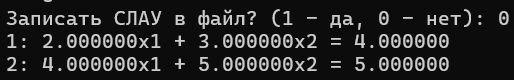 Записать СЛАУ в файл? (1 - да, 0 - нет): 0
1: 2.000000x1 + 3.000000x2 = 4.000000
2: 4.000000x1 + 5.000000x2 = 5.000000